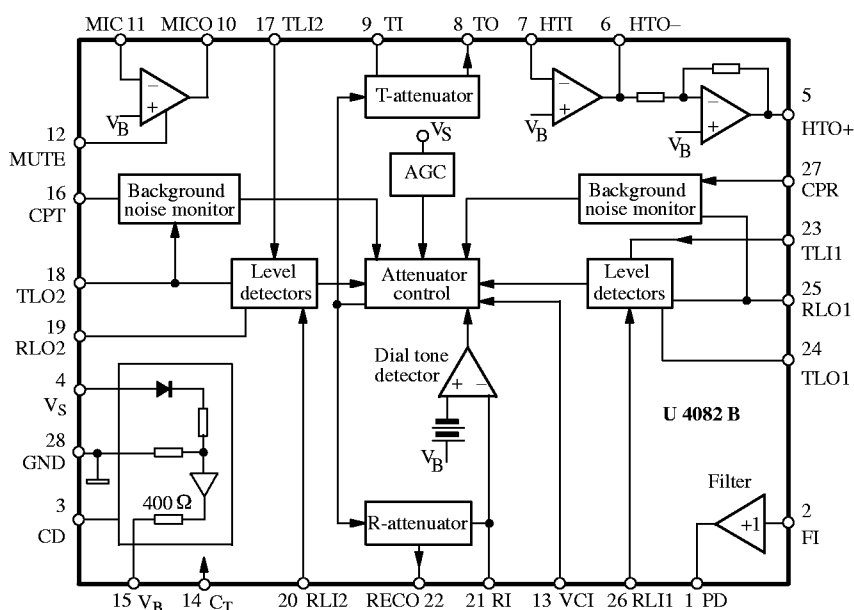 MIC 11
MICO 10
17 TLI2
9 TI
8 TO
7 HTI
6 HTO–
–
+
VB
T-attenuator
–
+
VB
–
+
VB
5
HTO+
12
MUTE
VS
AGC
27
CPR
16
CPT
Background
noise monitor
Background
noise monitor
23
TLI1
18
TLO2
Level
detectors
Attenuator
control
Level
detectors
25
RLO1
19
RLO2
24
TLO1
Dial tone
detector
+ –
4
VS
U 4082 B
28
GND
VB
3
CD
400 Ω
R-attenuator
Filter
+1
2
FI
15 VB
14 CT
20 RLI2
RECO 22
21 RI
13 VCI
26 RLI1
1 PD